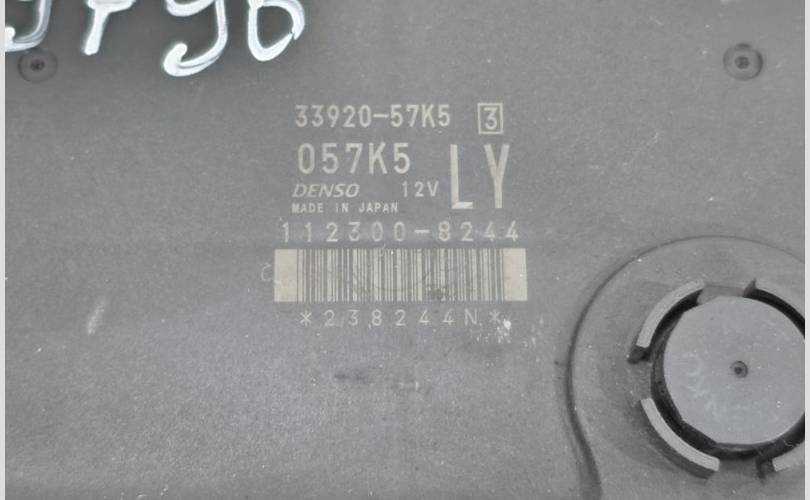 33920-57K5 3
057K5 LY
DENSO 12V
MADE IN JAPAN
112300-8244
*238244N*